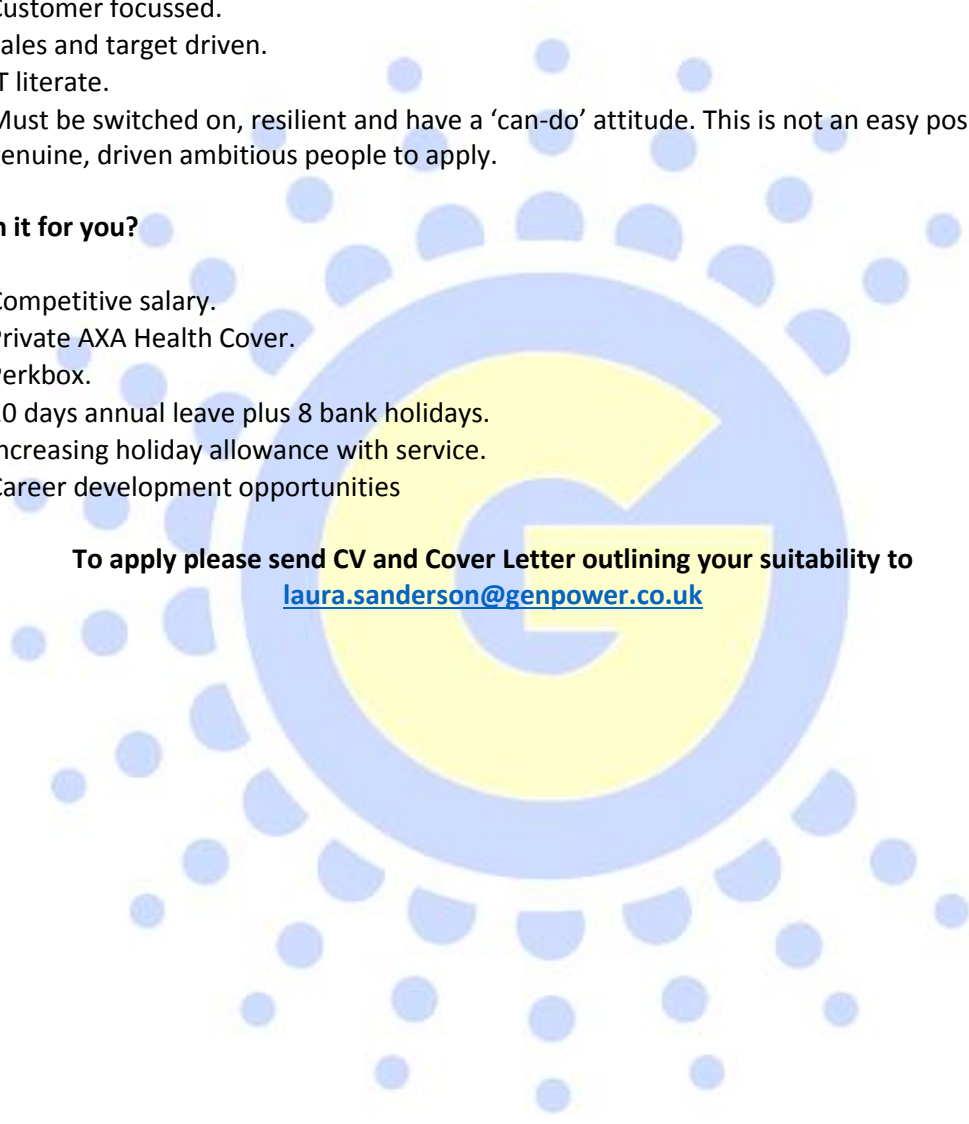 Customer focussed.
ales and target driven.
T literate.
Must be switched on, resilient and have a ‘can-do’ attitude. This is not an easy pos
enuine, driven ambitious people to apply.
n it for you?
Competitive salary.
Private AXA Health Cover.
Perkbox.
0 days annual leave plus 8 bank holidays.
ncreasing holiday allowance with service.
Career development opportunities
To apply please send CV and Cover Letter outlining your suitability to
laura.sanderson@genpower.co.uk
G